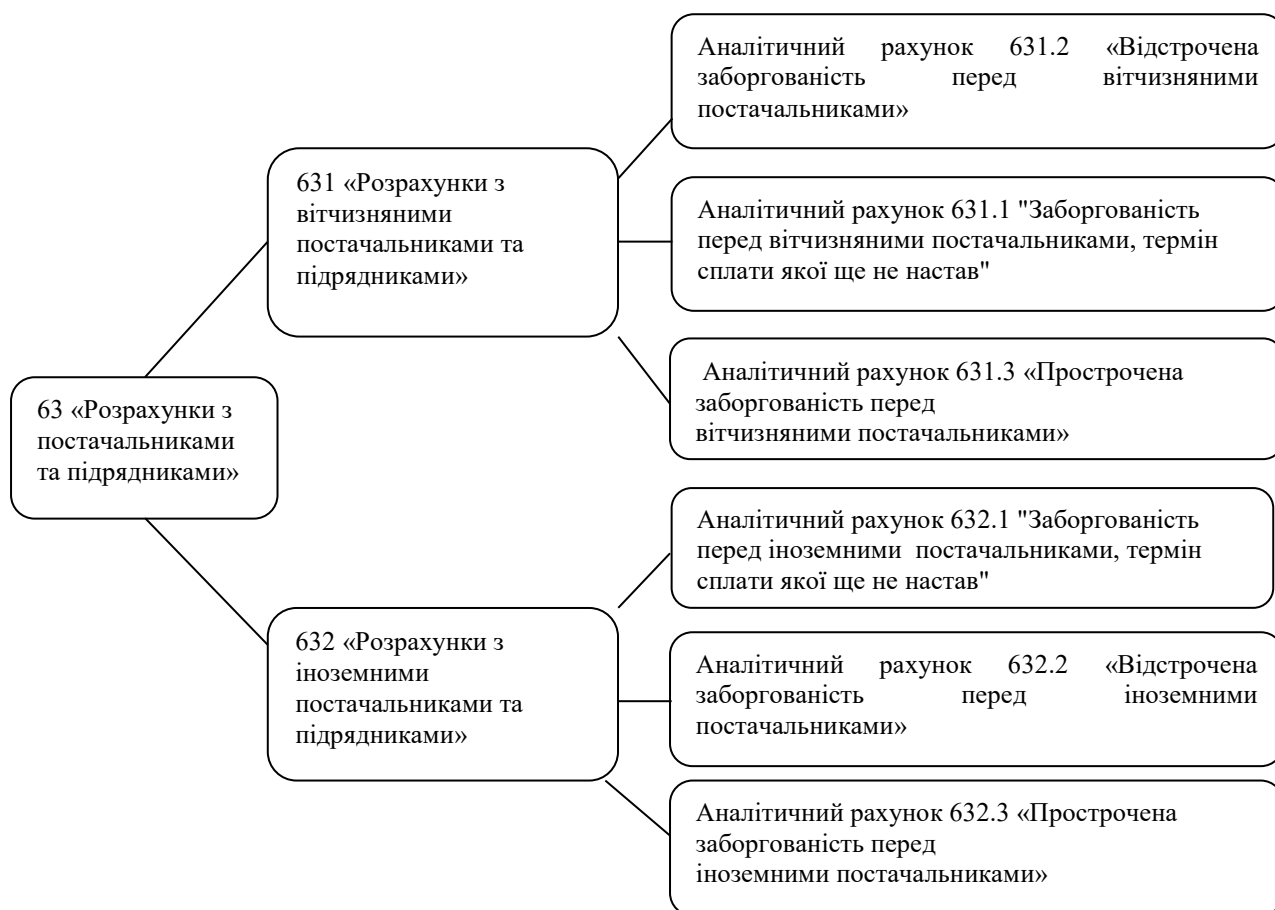 Аналітичний рахунок 631.2 «Відстрочена
заборгованість перед вітчизняними
постачальниками»
631 «Розрахунки з
вітчизняними
постачальниками та
підрядниками»
Аналітичний рахунок 631.1 "Заборгованість
перед вітчизняними постачальниками, термін
сплати якої ще не настав"
Аналітичний рахунок 631.3 «Прострочена
заборгованість перед
вітчизняними постачальниками»
63 «Розрахунки з
постачальниками
та підрядниками»
Аналітичний рахунок 632.1 "Заборгованість
перед іноземними постачальниками, термін
сплати якої ще не настав"
632 «Розрахунки з
іноземними
постачальниками та
підрядниками»
Аналітичний рахунок 632.2 «Відстрочена
заборгованість перед іноземними
постачальниками»
Аналітичний рахунок 632.3 «Прострочена
заборгованість перед
іноземними постачальниками»